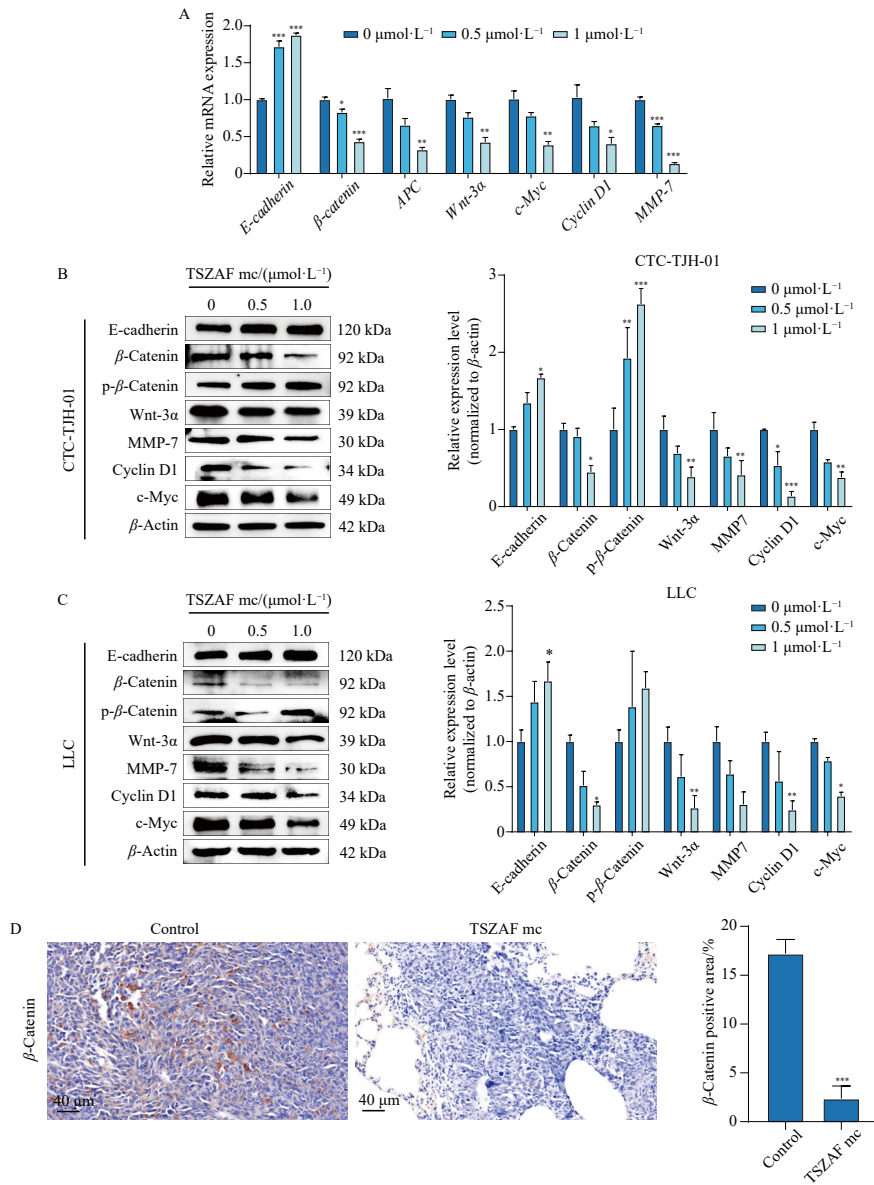 A
0 μmol·L⁻¹ 0.5 μmol·L⁻¹ 1 μmol·L⁻¹
Relative mRNA expression
2.0
1.5
1.0
0.5
0
*** ***
* ***
**
**
**
*
*** ***
E-cadherin β-catenin APC Wnt-3α c-Myc Cyclin D1 MMP-7
B
TSZAF mc/(μmol·L⁻¹)
0 0.5 1.0
CTC-TJH-01
E-cadherin 120 kDa
β-Catenin 92 kDa
p-β-Catenin 92 kDa
Wnt-3α 39 kDa
MMP-7 30 kDa
Cyclin D1 34 kDa
c-Myc 49 kDa
β-Actin 42 kDa
CTC-TJH-01
0 μmol·L⁻¹
0.5 μmol·L⁻¹
1 μmol·L⁻¹
Relative expression level
(normalized to β-actin)
3
2
1
0
*
*
** ***
**
**
* ***
**
E-cadherin β-Catenin p-β-Catenin Wnt-3α MMP7 Cyclin D1 c-Myc
C
TSZAF mc/(μmol·L⁻¹)
0 0.5 1.0
LLC
E-cadherin 120 kDa
β-Catenin 92 kDa
p-β-Catenin 92 kDa
Wnt-3α 39 kDa
MMP-7 30 kDa
Cyclin D1 34 kDa
c-Myc 49 kDa
β-Actin 42 kDa
LLC
0 μmol·L⁻¹
0.5 μmol·L⁻¹
1 μmol·L⁻¹
Relative expression level
(normalized to β-actin)
2.5
2.0
1.5
1.0
0.5
0
*
*
**
**
*
E-cadherin β-Catenin p-β-Catenin Wnt-3α MMP7 Cyclin D1 c-Myc
D
Control TSZAF mc
β-Catenin
40 μm 40 μm
β-Catenin positive area/%
20
15
10
5
0
***
Control TSZAF mc